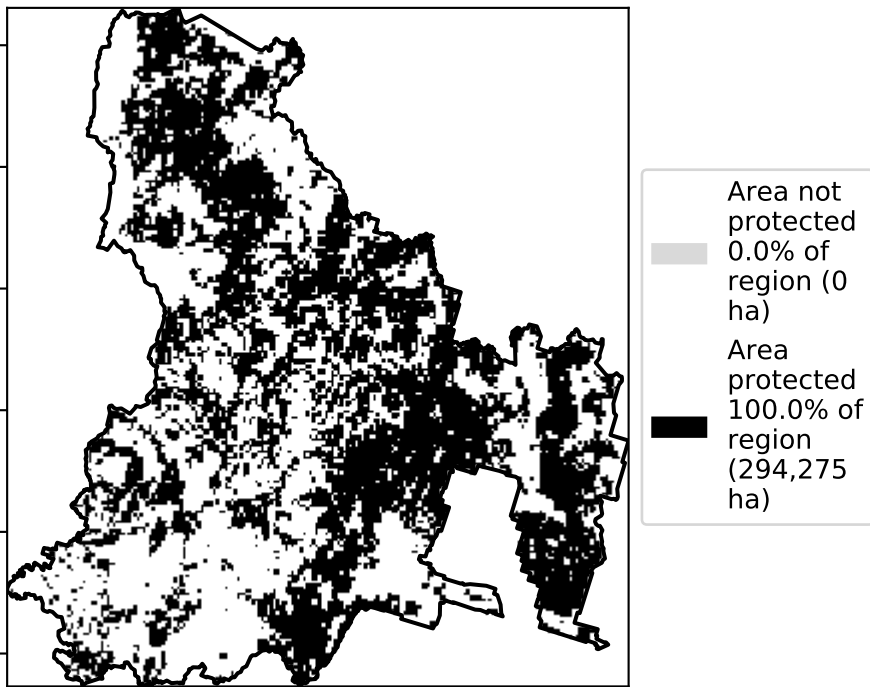 Area not
protected
0.0% of
region (0
ha)
Area
protected
100.0% of
region
(294,275
ha)